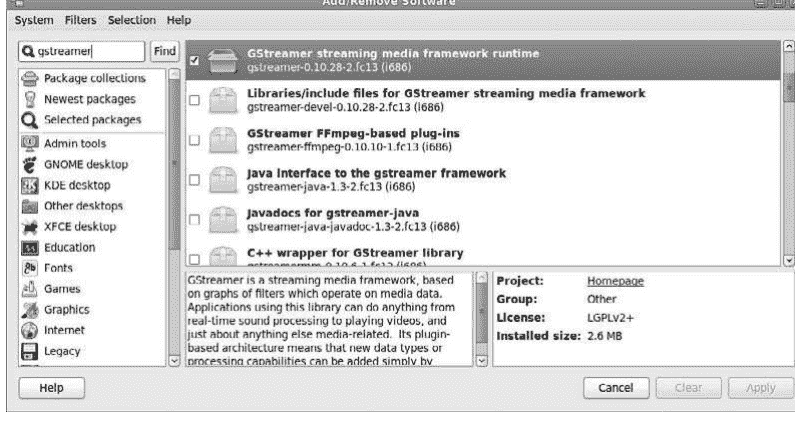 Add/Remove Software
System Filters Selection Help
gstreamer Find
Package collections
Newest packages
Selected packages
Admin tools
GNOME desktop
KDE desktop
Other desktops
XFCE desktop
Education
Fonts
Games
Graphics
Internet
Legacy
GStreamer streaming media framework runtime
gstreamer-0.10.28-2.fc13 (i686)
Libraries/include files for GStreamer streaming media framework
gstreamer-devel-0.10.28-2.fc13 (i686)
GStreamer FFmpeg-based plug-ins
gstreamer-ffmpeg-0.10.10-1.fc13 (i686)
Java interface to the gstreamer framework
gstreamer-java-1.3-2.fc13 (i686)
Javadocs for gstreamer-java
gstreamer-java-javadoc-1.3-2.fc13 (i686)
C++ wrapper for GStreamer library
GStreamer is a streaming media framework, based
on graphs of filters which operate on media data.
Applications using this library can do anything from
real-time sound processing to playing videos, and
just about anything else media-related. Its plugin-
based architecture means that new data types or
processing capabilities can be added simply by
Project: Homepage
Group: Other
License: LGPLv2+
Installed size: 2.6 MB
Help Cancel Clear Apply